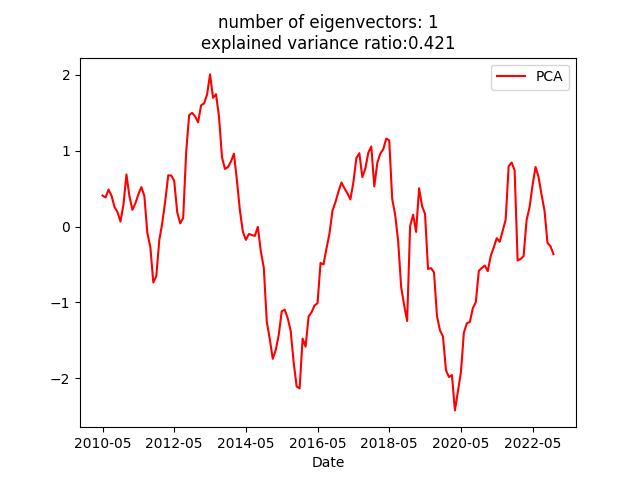 number of eigenvectors: 1
explained variance ratio:0.421
PCA
2
1
0
−1
−2
2010-05 2012-05 2014-05 2016-05 2018-05 2020-05 2022-05
Date